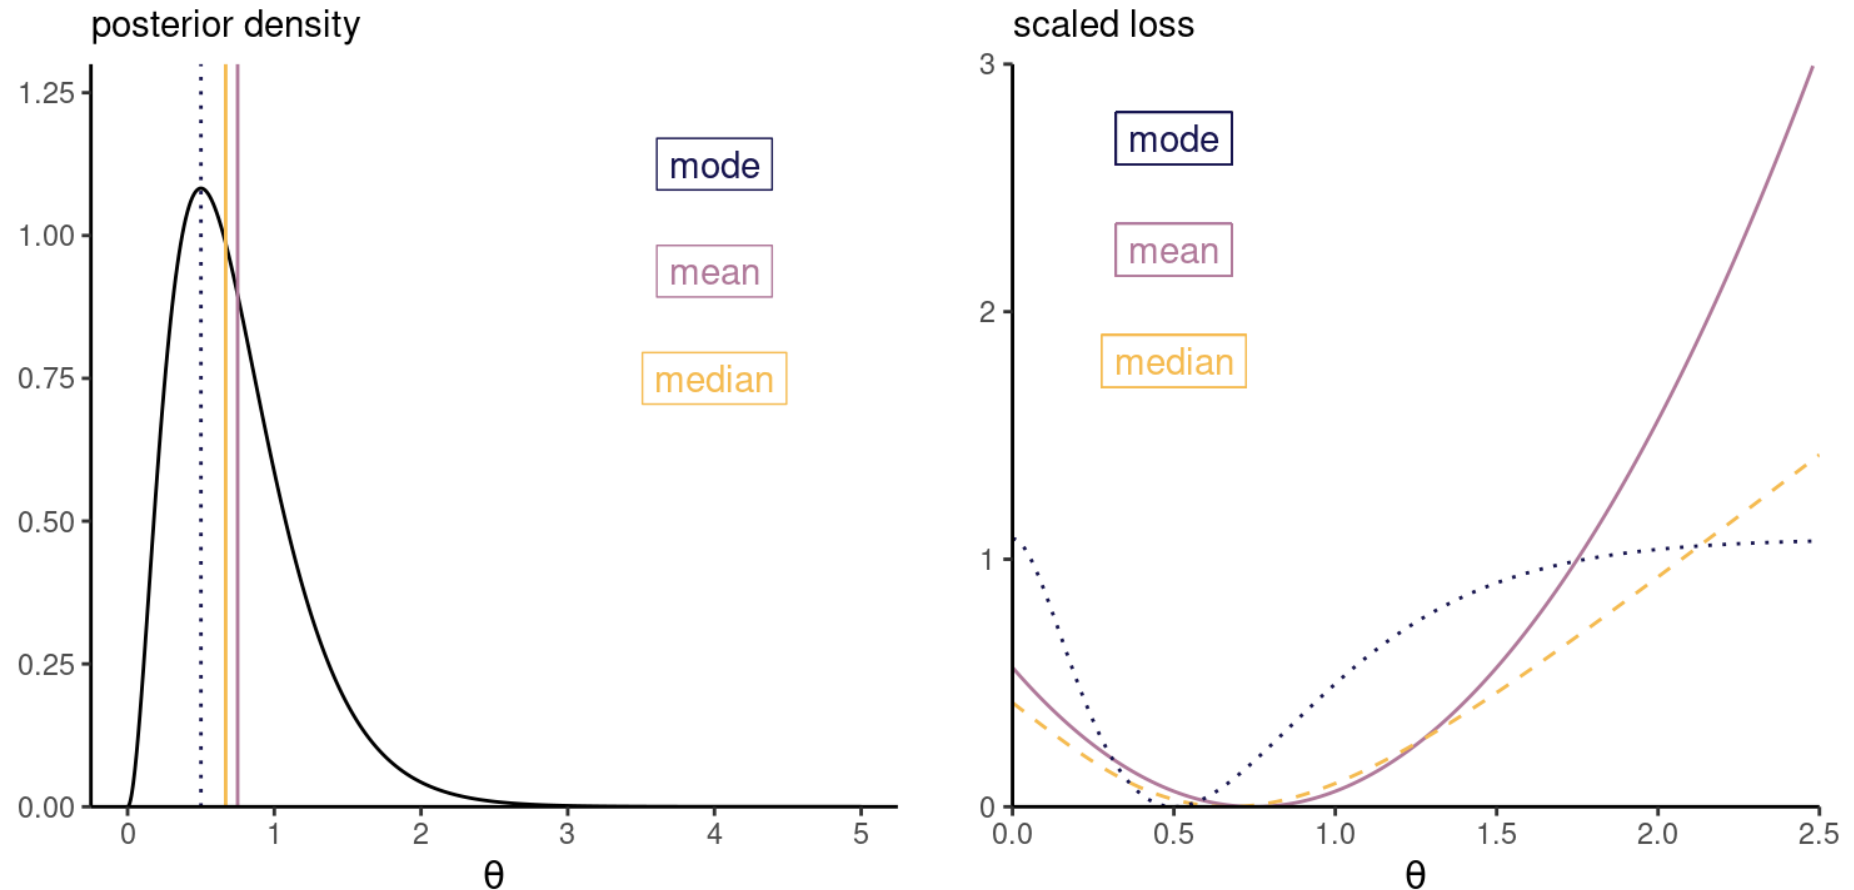 posterior density
1.25
1.00
0.75
0.50
0.25
0.00
mode
mean
median
0 1 2 3 4 5
θ
scaled loss
3
2
1
0
mode
mean
median
0.0 0.5 1.0 1.5 2.0 2.5
θ